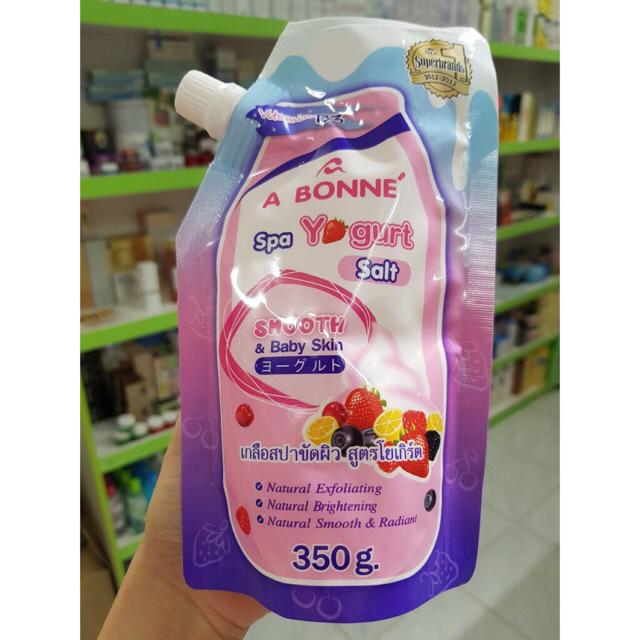 Superbrands
2013-2014
Vitamin B3
A BONNE'
Spa Yogurt
Salt
SMOOTH
& Baby Skin
ヨーグルト
เกลือสปาขัดผิว สูตรโยเกิร์ต
✓ Natural Exfoliating
✓ Natural Brightening
✓ Natural Smooth & Radiant
350 g.